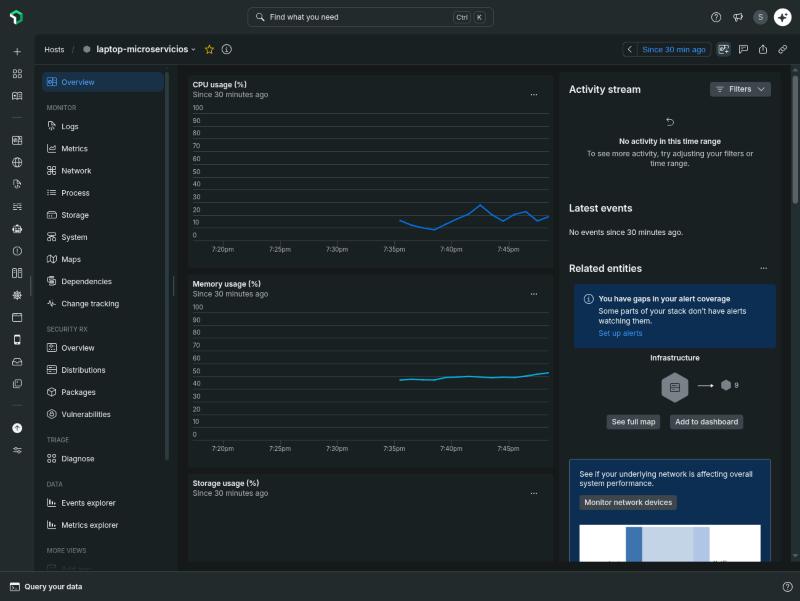 Find what you need
Ctrl
K
S
Hosts / laptop-microservicios
Since 30 min ago
Overview
MONITOR
Logs
Metrics
Network
Process
Storage
System
Maps
Dependencies
Change tracking
SECURITY RX
Overview
Distributions
Packages
Vulnerabilities
TRIAGE
Diagnose
DATA
Events explorer
Metrics explorer
MORE VIEWS
CPU usage (%)
Since 30 minutes ago
100
90
80
70
60
50
40
30
20
10
0
7:20pm
7:25pm
7:30pm
7:35pm
7:40pm
7:45pm
Memory usage (%)
Since 30 minutes ago
100
90
80
70
60
50
40
30
20
10
0
7:20pm
7:25pm
7:30pm
7:35pm
7:40pm
7:45pm
Storage usage (%)
Since 30 minutes ago
Activity stream
Filters
No activity in this time range
To see more activity, try adjusting your filters or
time range.
Latest events
No events since 30 minutes ago.
Related entities
You have gaps in your alert coverage
Some parts of your stack don't have alerts
watching them.
Set up alerts
Infrastructure
9
See full map
Add to dashboard
See if your underlying network is affecting overall
system performance.
Monitor network devices
Query your data